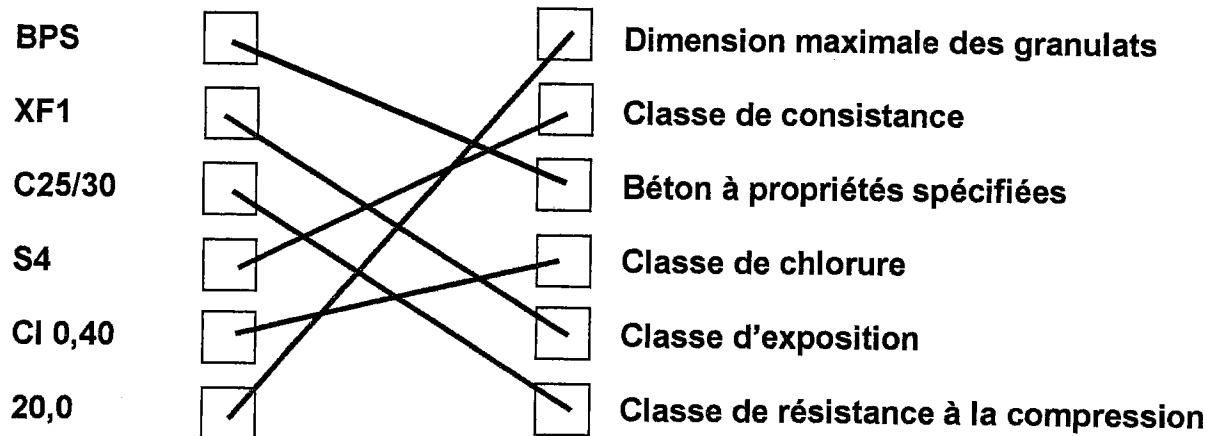 BPS Dimension maximale des granulats
XF1 Classe de consistance
C25/30 Béton à propriétés spécifiées
S4 Classe de chlorure
Cl 0,40 Classe d'exposition
20,0 Classe de résistance à la compression